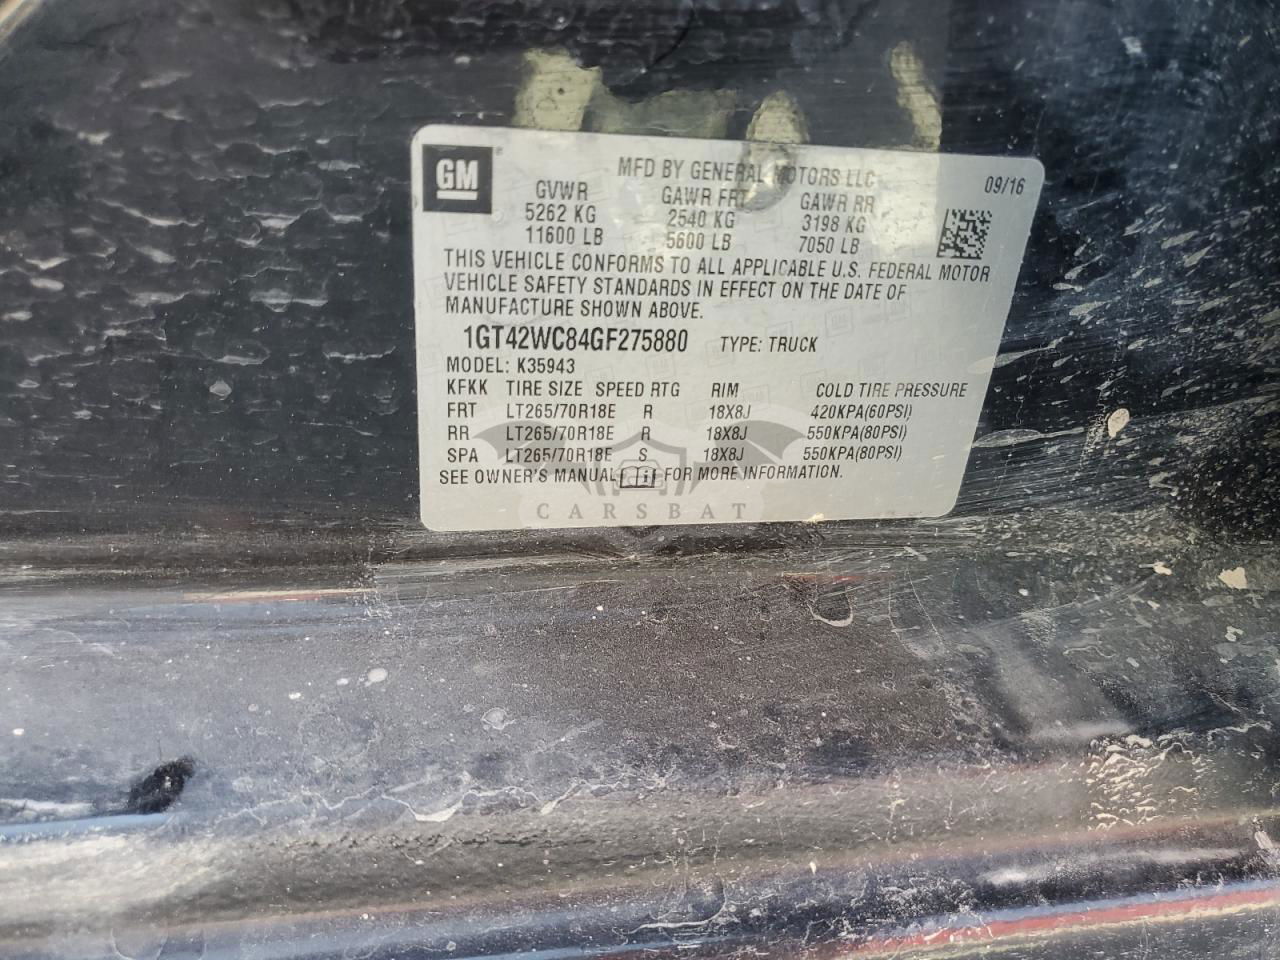 GM
MFD BY GENERAL MOTORS LLC
09/16
GVWR GAWR FRT GAWR RR
5262 KG 2540 KG 3198 KG
11600 LB 5600 LB 7050 LB
THIS VEHICLE CONFORMS TO ALL APPLICABLE U.S. FEDERAL MOTOR
VEHICLE SAFETY STANDARDS IN EFFECT ON THE DATE OF
MANUFACTURE SHOWN ABOVE.
1GT42WC84GF275880 TYPE: TRUCK
MODEL: K35943
KFKK TIRE SIZE SPEED RTG RIM COLD TIRE PRESSURE
FRT LT265/70R18E R 18X8J 420KPA(60PSI)
RR LT265/70R18E R 18X8J 550KPA(80PSI)
SPA LT265/70R18E S 18X8J 550KPA(80PSI)
SEE OWNER'S MANUAL FOR MORE INFORMATION.
CARSBAT